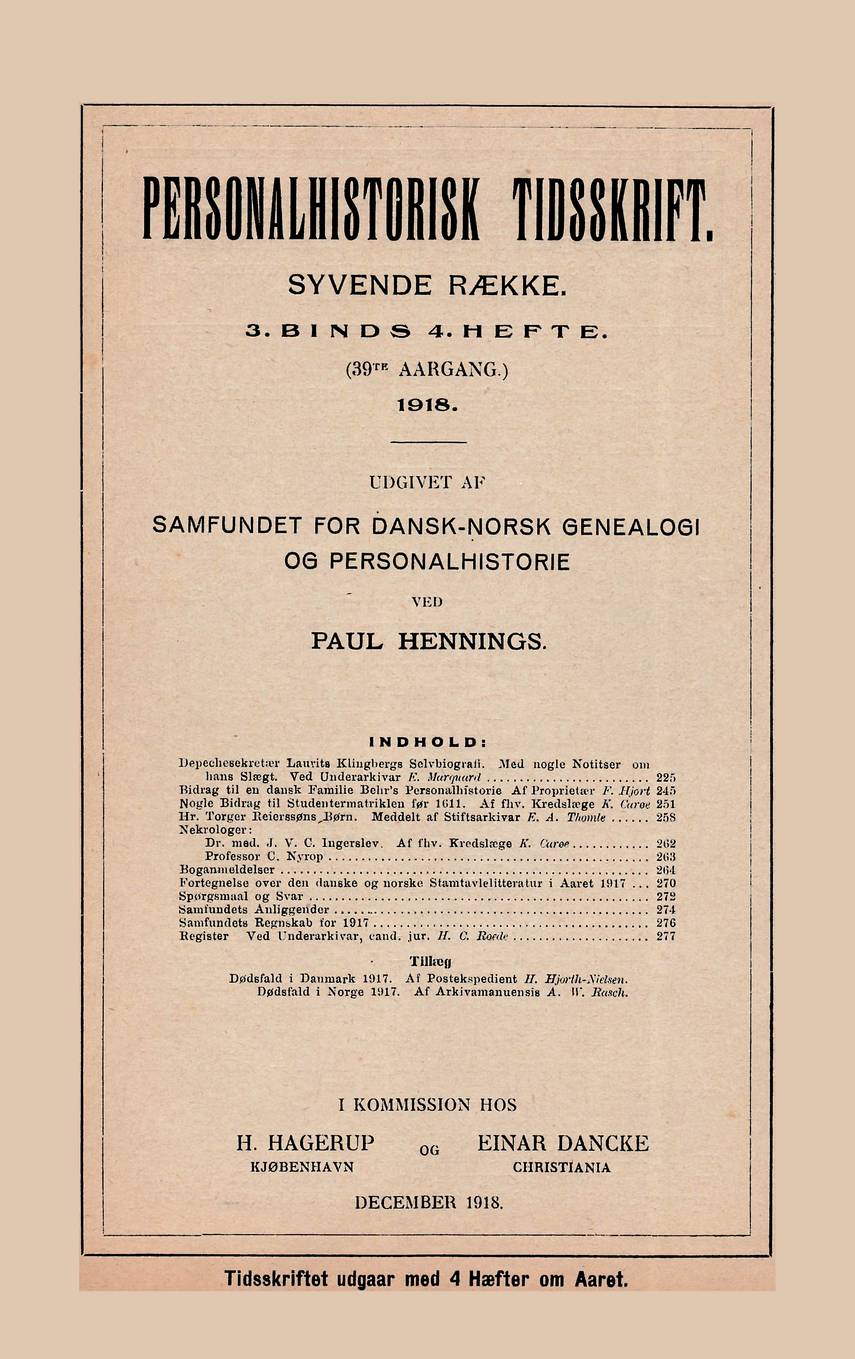 PERSONALHISTORISK TIDSSKRIFT.
SYVENDE RÆKKE.
3. BINDS 4. HEFTE.
(39TE AARGANG.)
1918.
UDGIVET AF
SAMFUNDET FOR DANSK-NORSK GENEALOGI
OG PERSONALHISTORIE
VED
PAUL HENNINGS.
INDHOLD:
Depechesekretær Laurits Klingbergs Selvbiografi. Med nogle Notitser om
hans Slægt. Ved Underarkivar E. Marquard ......................... 225
Bidrag til en dansk Familie Behr's Personalhistorie Af Proprietær F. Hjort 245
Nogle Bidrag til Studentermatriklen før 1611. Af fhv. Kredslæge K. Carøe 251
Hr. Torger Reierssøns Børn. Meddelt af Stiftsarkivar E. A. Thomle ...... 258
Nekrologer:
Dr. med. J. V. C. Ingerslev. Af fhv. Kredslæge K. Carøe ............ 262
Professor C. Nyrop ................................................. 263
Boganmeldelser ......................................................... 264
Fortegnelse over den danske og norske Stamtavlelitteratur i Aaret 1917 ... 270
Spørgsmaal og Svar ..................................................... 272
Samfundets Anliggender ................................................. 274
Samfundets Regnskab for 1917 ........................................... 276
Register Ved Underarkivar, cand. jur. H. C. Roede ..................... 277
Tillæg
Dødsfald i Danmark 1917. Af Postekspedient H. Hjorth-Nielsen.
Dødsfald i Norge 1917. Af Arkivamanuensis A. W. Rasch.
I KOMMISSION HOS
H. HAGERUP OG EINAR DANCKE
KJØBENHAVN CHRISTIANIA
DECEMBER 1918.
Tidsskriftet udgaar med 4 Hæfter om Aaret.